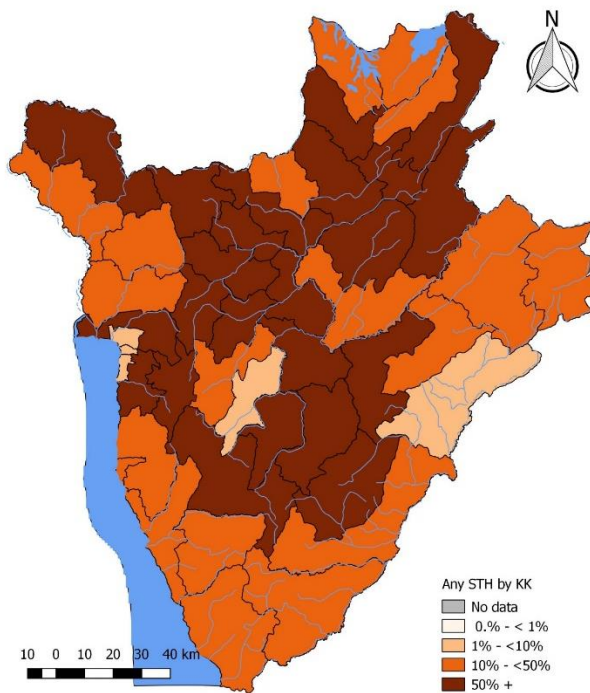 N
Any STH by KK
No data
0.% - < 1%
1% - <10%
10% - <50%
50% +
10 0 10 20 30 40 km